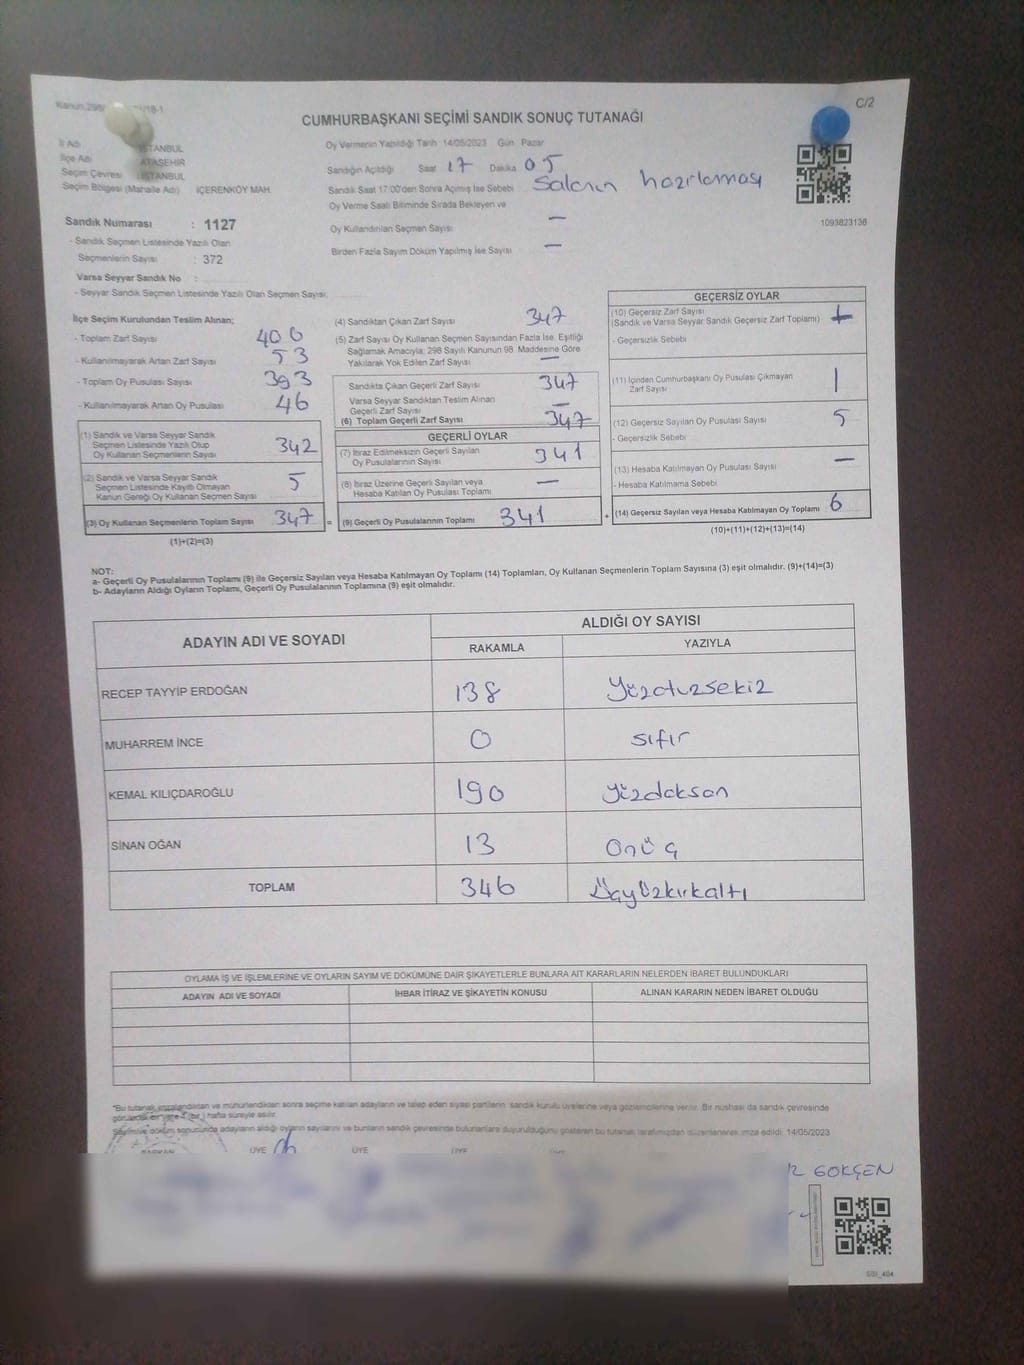 C/2
CUMHURBAŞKANI SEÇİMİ SANDIK SONUÇ TUTANAĞI
İl Adı İSTANBUL
İlçe Adı ATAŞEHİR
Seçim Çevresi İSTANBUL
Seçim Bölgesi (Mahalle Adı) İÇERENKÖY MAH.
Oy Vermenin Yapıldığı Tarih 14/05/2023 Gün. Pazar
Sandığın Açıldığı Saat 17 Dakika 05
Sandık Saat 17:00'den Sonra Açılmış İse Sebebi Salonın hazırlaması
Oy Verme Saati Bitiminde Sırada Bekleyen ve
Oy Kullandırılan Seçmen Sayısı —
Birden Fazla Sayım Döküm Yapılmış İse Sayısı —
1093823138
Sandık Numarası : 1127
- Sandık Seçmen Listesinde Yazılı Olan
Seçmenlerin Sayısı : 372
Varsa Seyyar Sandık No :
- Seyyar Sandık Seçmen Listesinde Yazılı Olan Seçmen Sayısı:
İlçe Seçim Kurulundan Teslim Alınan;
- Toplam Zarf Sayısı 400
- Kullanılmayarak Artan Zarf Sayısı 53
- Toplam Oy Pusulası Sayısı 393
- Kullanılmayarak Artan Oy Pusulası 46
(1) Sandık ve Varsa Seyyar Sandık
Seçmen Listesinde Yazılı Olup
Oy Kullanan Seçmenlerin Sayısı 342
(2) Sandık ve Varsa Seyyar Sandık
Seçmen Listesinde Kayıtlı Olmayan
Kanun Gereği Oy Kullanan Seçmen Sayısı 5
(3) Oy Kullanan Seçmenlerin Toplam Sayısı 347 =
(1)+(2)=(3)
(4) Sandıktan Çıkan Zarf Sayısı 347
(5) Zarf Sayısı Oy Kullanan Seçmen Sayısından Fazla İse, Eşitliği
Sağlamak Amacıyla; 298 Sayılı Kanunun 98. Maddesine Göre
Yakılarak Yok Edilen Zarf Sayısı —
Sandıkta Çıkan Geçerli Zarf Sayısı 347
Varsa Seyyar Sandıktan Teslim Alınan
Geçerli Zarf Sayısı —
(6) Toplam Geçerli Zarf Sayısı 347
GEÇERLİ OYLAR
(7) İtiraz Edilmeksizin Geçerli Sayılan
Oy Pusulalarının Sayısı 341
(8) İtiraz Üzerine Geçerli Sayılan veya
Hesaba Katılan Oy Pusulası Toplamı —
(9) Geçerli Oy Pusulalarının Toplamı 341 +
GEÇERSİZ OYLAR
(10) Geçersiz Zarf Sayısı
(Sandık ve Varsa Seyyar Sandık Geçersiz Zarf Toplamı)
- Geçersizlik Sebebi
(11) İçinden Cumhurbaşkanı Oy Pusulası Çıkmayan
Zarf Sayısı 1
(12) Geçersiz Sayılan Oy Pusulası Sayısı 5
- Geçersizlik Sebebi
(13) Hesaba Katılmayan Oy Pusulası Sayısı —
- Hesaba Katılmama Sebebi
(14) Geçersiz Sayılan veya Hesaba Katılmayan Oy Toplamı 6
(10)+(11)+(12)+(13)=(14)
NOT:
a- Geçerli Oy Pusulalarının Toplamı (9) ile Geçersiz Sayılan veya Hesaba Katılmayan Oy Toplamı (14) Toplamları, Oy Kullanan Seçmenlerin Toplam Sayısına (3) eşit olmalıdır. (9)+(14)=(3)
b- Adayların Aldığı Oyların Toplamı, Geçerli Oy Pusulalarının Toplamına (9) eşit olmalıdır.
ADAYIN ADI VE SOYADI ALDIĞI OY SAYISI
RAKAMLA YAZIYLA
RECEP TAYYİP ERDOĞAN 138 Yüzotuzsekiz
MUHARREM İNCE 0 sıfır
KEMAL KILIÇDAROĞLU 190 Yüzdoksan
SİNAN OĞAN 13 Onüç
TOPLAM 346 Üçyüzkırkaltı
OYLAMA İŞ VE İŞLEMLERİNE VE OYLARIN SAYIM VE DÖKÜMÜNE DAİR ŞİKAYETLERLE BUNLARA AİT KARARLARIN NELERDEN İBARET BULUNDUKLARI
ADAYIN ADI VE SOYADI İHBAR İTİRAZ VE ŞİKAYETİN KONUSU ALINAN KARARIN NEDEN İBARET OLDUĞU
*Bu tutanak imzalandıktan ve mühürlendikten sonra seçime katılan adayların ve talep eden siyasi partilerin sandık kurulu üyelerine veya gözlemcilerine verilir. Bir nüshası da sandık çevresinde
görülecek bir yere 1 (bir) hafta süreyle asılır.
Sayım ve döküm sonucunda adayların aldığı oyların sayılarını ve bunların sandık çevresinde bulunanlara duyurulduğunu gösteren bu tutanak tarafımızdan düzenlenerek imza edildi. 14/05/2023
BAŞKAN ÜYE ÜYE ÜYE
GÖKÇEN